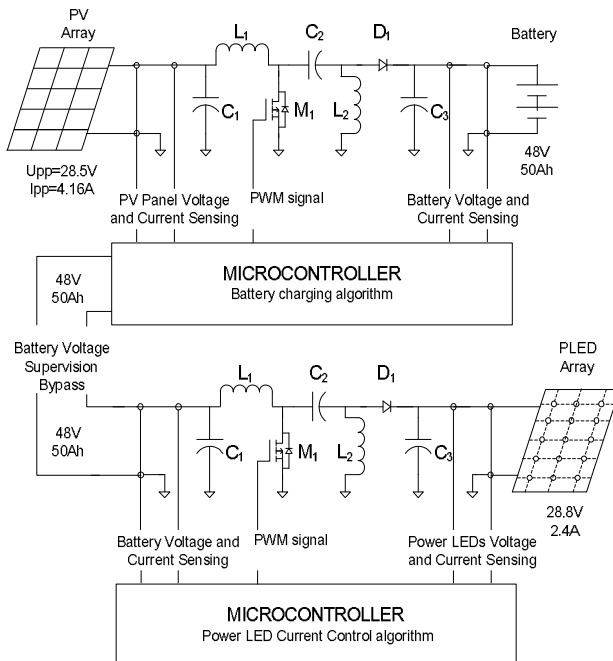 PV
Array
L1
C2
D1
Battery
C1
M1
L2
C3
Upp=28.5V
Ipp=4.16A
48V
50Ah
PV Panel Voltage
and Current Sensing
PWM signal
Battery Voltage and
Current Sensing
MICROCONTROLLER
Battery charging algorithm
48V
50Ah
Battery Voltage
Supervision
Bypass
48V
50Ah
L1
C2
D1
PLED
Array
C1
M1
L2
C3
28.8V
2.4A
Battery Voltage and
Current Sensing
PWM signal
Power LEDs Voltage
and Current Sensing
MICROCONTROLLER
Power LED Current Control algorithm